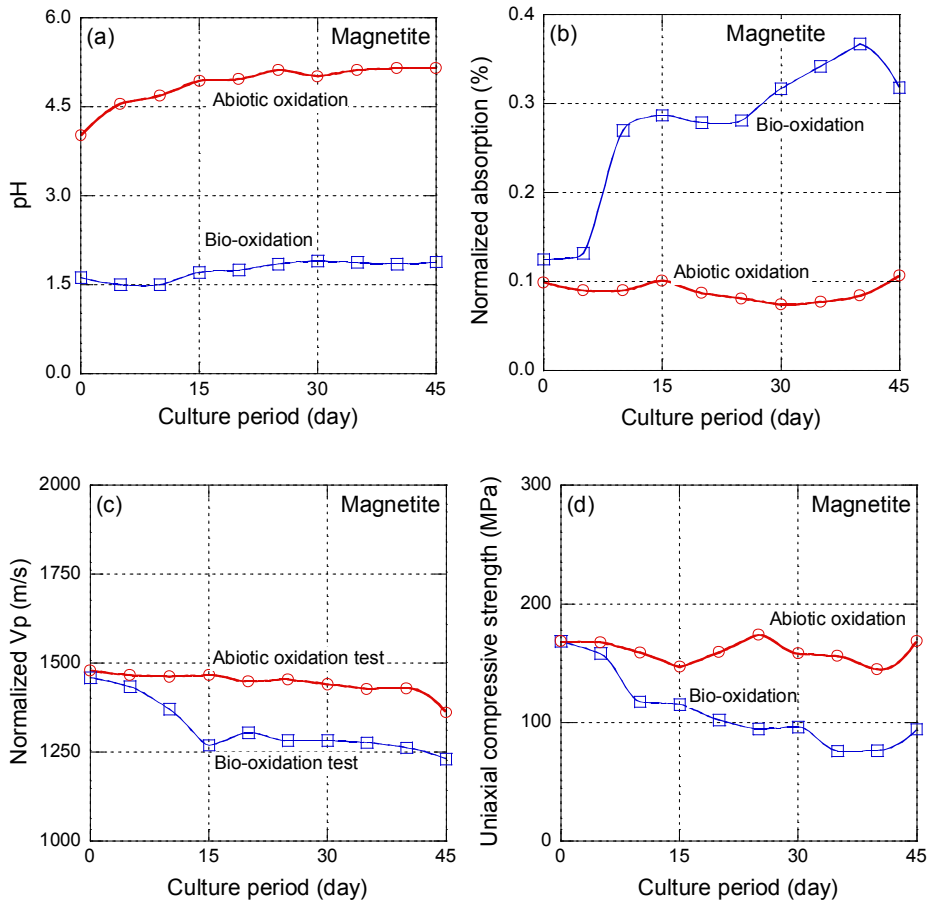 (a)
Magnetite
6.0
4.5
3.0
1.5
0.0
pH
Abiotic oxidation
Bio-oxidation
0
15
30
45
Culture period (day)
(b)
Magnetite
0.4
0.3
0.2
0.1
0.0
Normalized absorption (%)
Bio-oxidation
Abiotic oxidation
0
15
30
45
Culture period (day)
(c)
Magnetite
2000
1750
1500
1250
1000
Normalized Vp (m/s)
Abiotic oxidation test
Bio-oxidation test
0
15
30
45
Culture period (day)
(d)
Magnetite
300
200
100
0
Uniaxial compressive strength (MPa)
Abiotic oxidation
Bio-oxidation
0
15
30
45
Culture period (day)